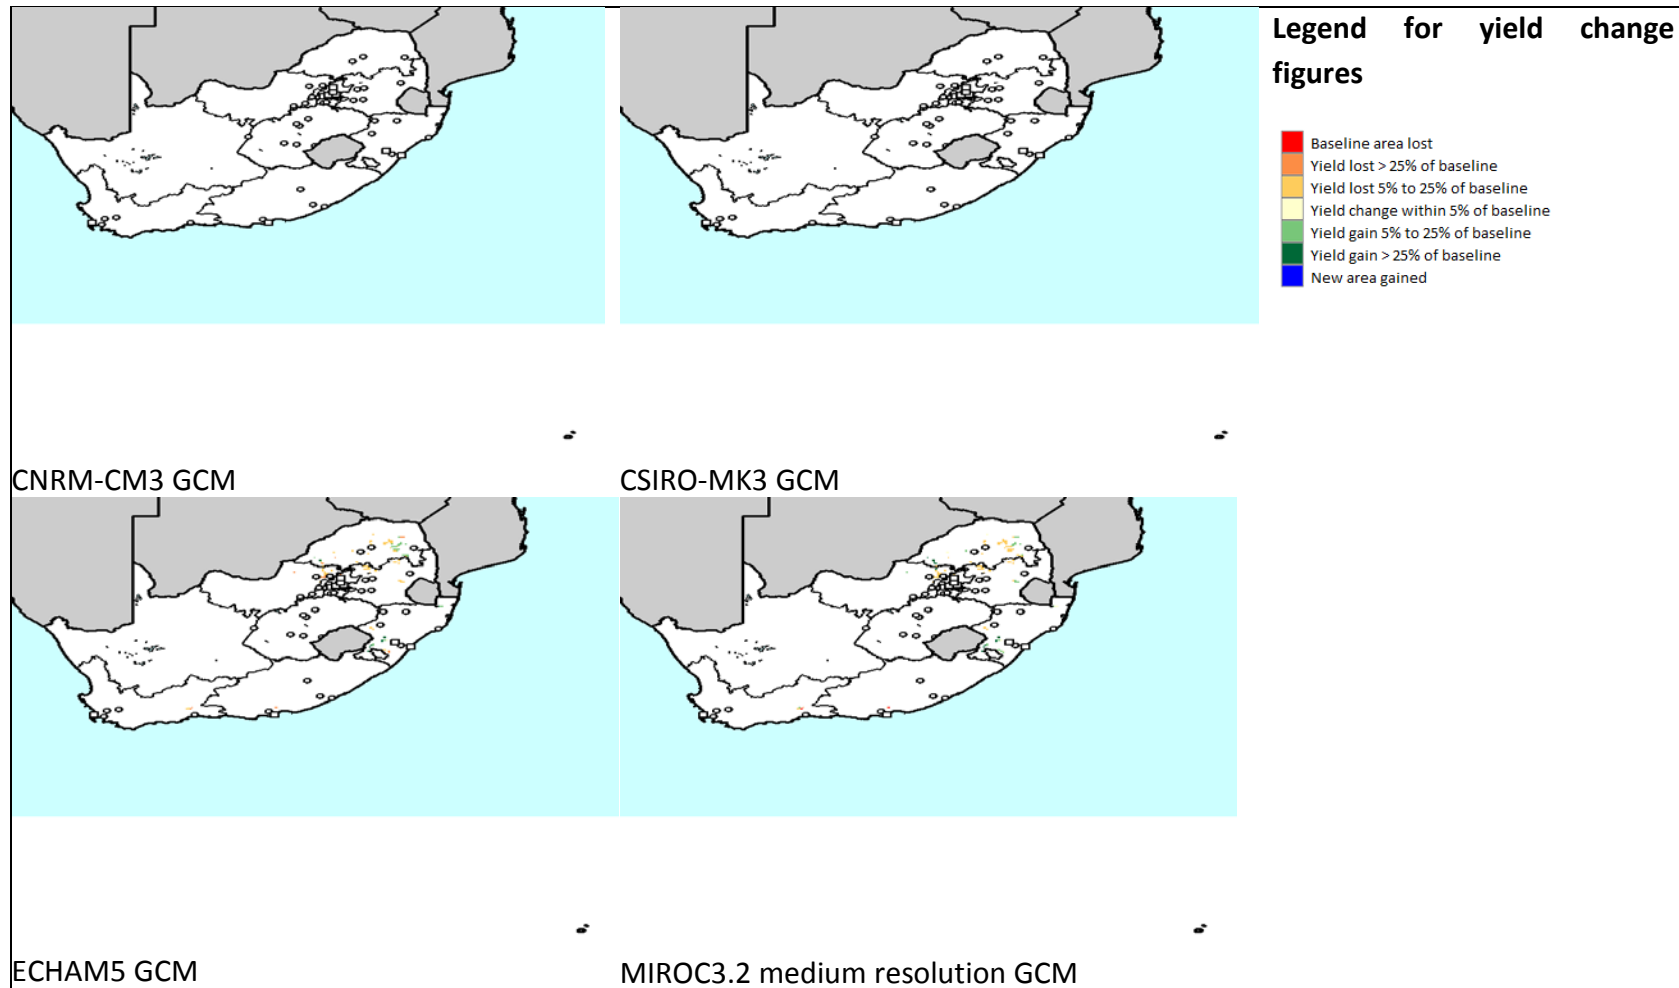 Legend for yield change
figures
Baseline area lost
Yield lost > 25% of baseline
Yield lost 5% to 25% of baseline
Yield change within 5% of baseline
Yield gain 5% to 25% of baseline
Yield gain > 25% of baseline
New area gained
CNRM-CM3 GCM
CSIRO-MK3 GCM
ECHAM5 GCM
MIROC3.2 medium resolution GCM